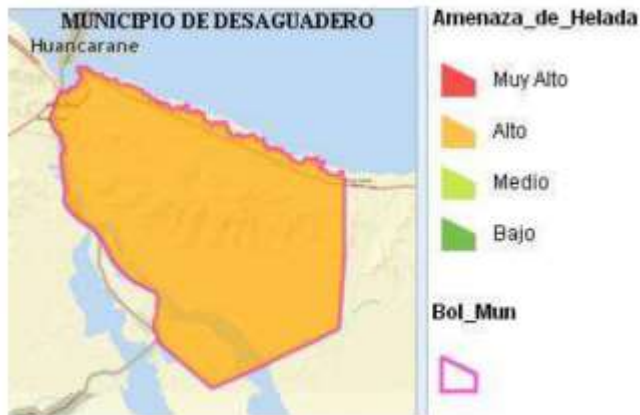 MUNICIPIO DE DESAGUADERO
Huancarane
Amenaza_de_Helada
Muy Alto
Alto
Medio
Bajo
Bol_Mun